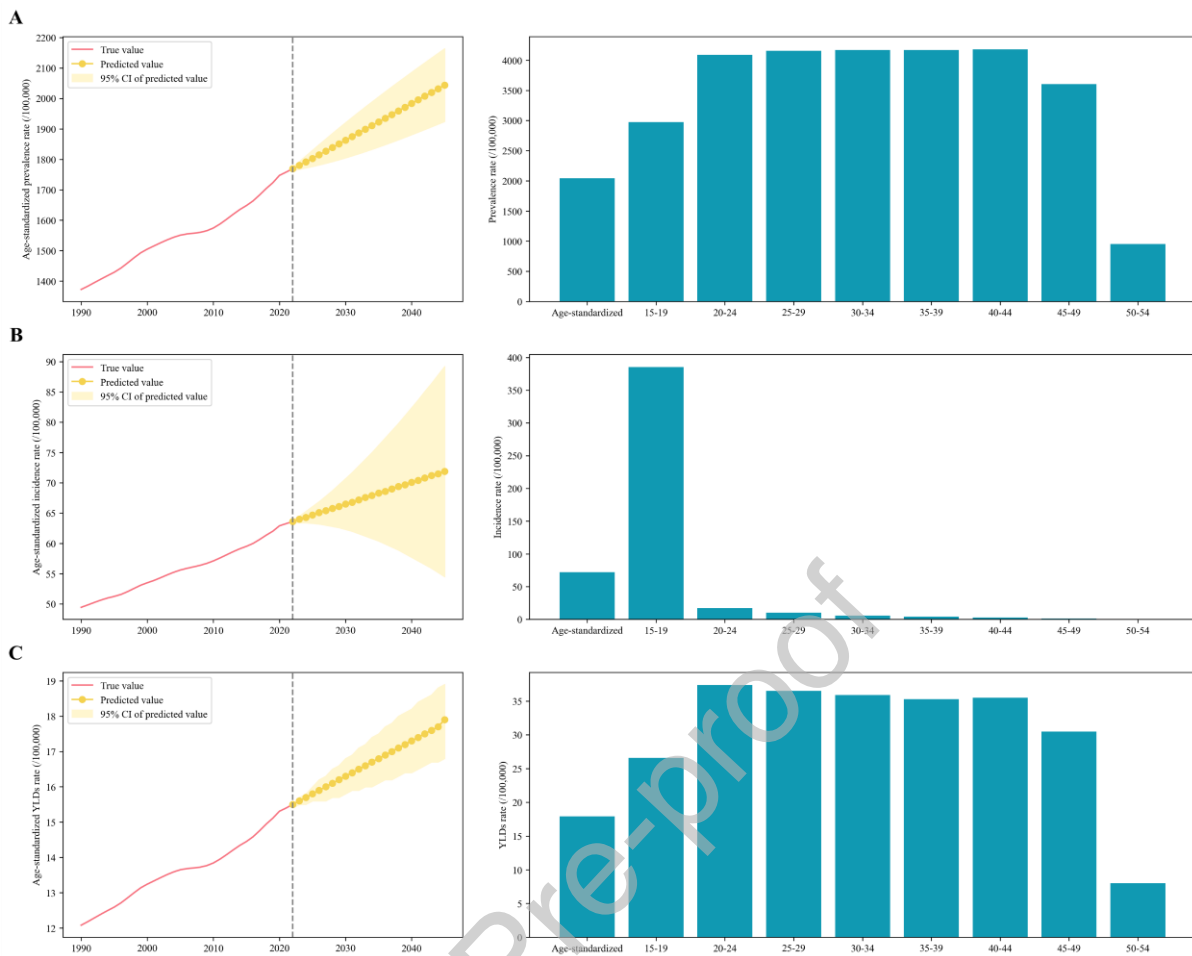 A
2200
2100
2000
1900
1800
1700
1600
1500
1400
Age-standardized prevalence rate (/100,000)
True value
Predicted value
95% CI of predicted value
1990 2000 2010 2020 2030 2040
4000
3500
3000
2500
2000
1500
1000
500
0
Prevalence rate (/100,000)
Age-standardized 15-19 20-24 25-29 30-34 35-39 40-44 45-49 50-54
B
90
85
80
75
70
65
60
55
50
Age-standardized incidence rate (/100,000)
True value
Predicted value
95% CI of predicted value
1990 2000 2010 2020 2030 2040
400
350
300
250
200
150
100
50
0
Incidence rate (/100,000)
Age-standardized 15-19 20-24 25-29 30-34 35-39 40-44 45-49 50-54
C
19
18
17
16
15
14
13
12
Age-standardized YLDs rate (/100,000)
True value
Predicted value
95% CI of predicted value
1990 2000 2010 2020 2030 2040
35
30
25
20
15
10
5
0
YLDs rate (/100,000)
Age-standardized 15-19 20-24 25-29 30-34 35-39 40-44 45-49 50-54
Pre-proof